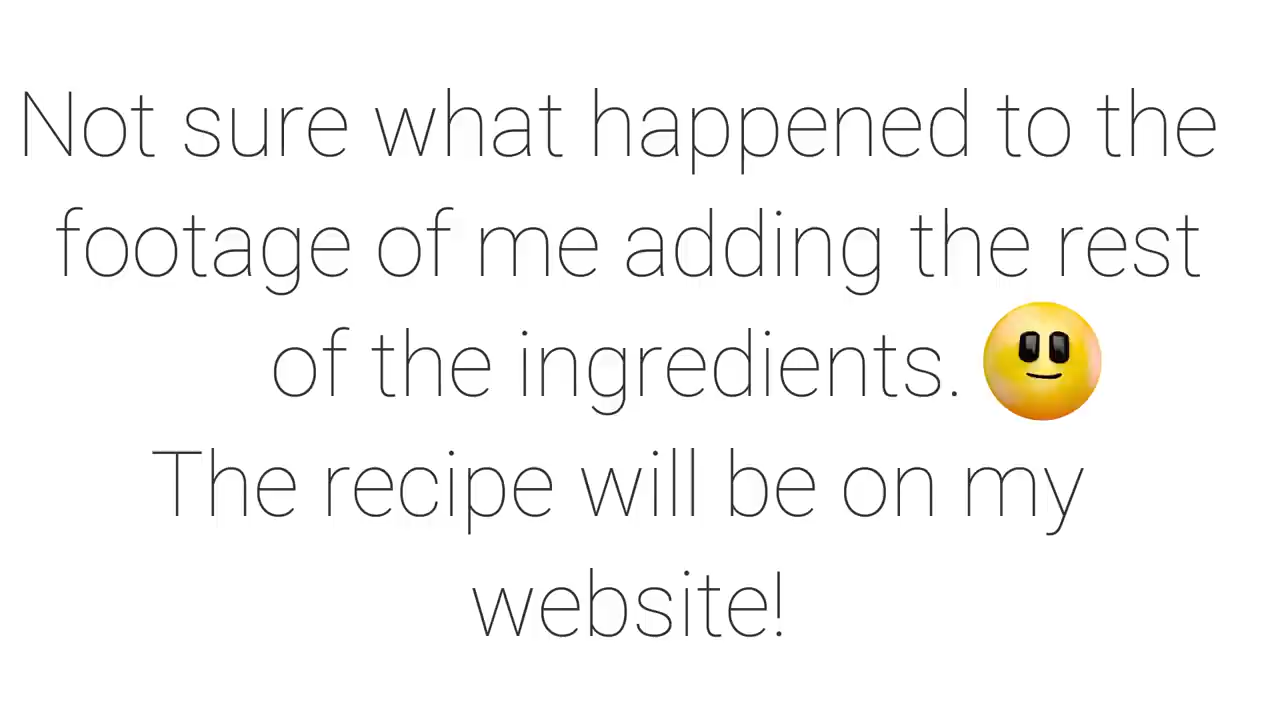 Not sure what happened to the
footage of me adding the rest
of the ingredients. 🙂
The recipe will be on my
website!